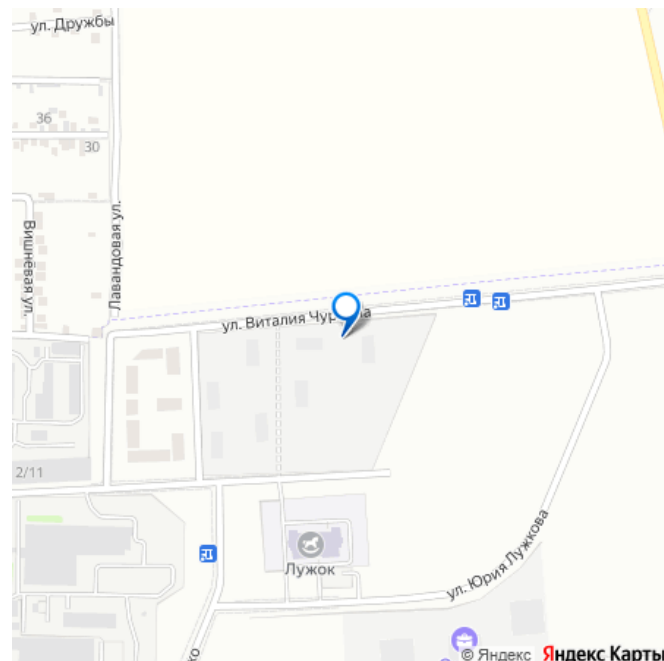 ул. Дружбы
36
30
Вишнёвая ул.
Лавандовая ул.
ул. Виталия
2/11
Лужок
ул. Юрия Лужкова
© Яндекс Яндекс Карты